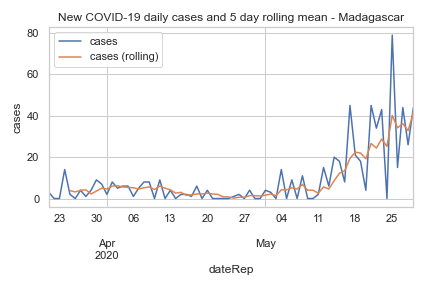 New COVID-19 daily cases and 5 day rolling mean - Madagascar
cases
cases (rolling)
80
60
40
20
0
cases
23 30 06 13 20 27 04 11 18 25
Apr May
2020
dateRep